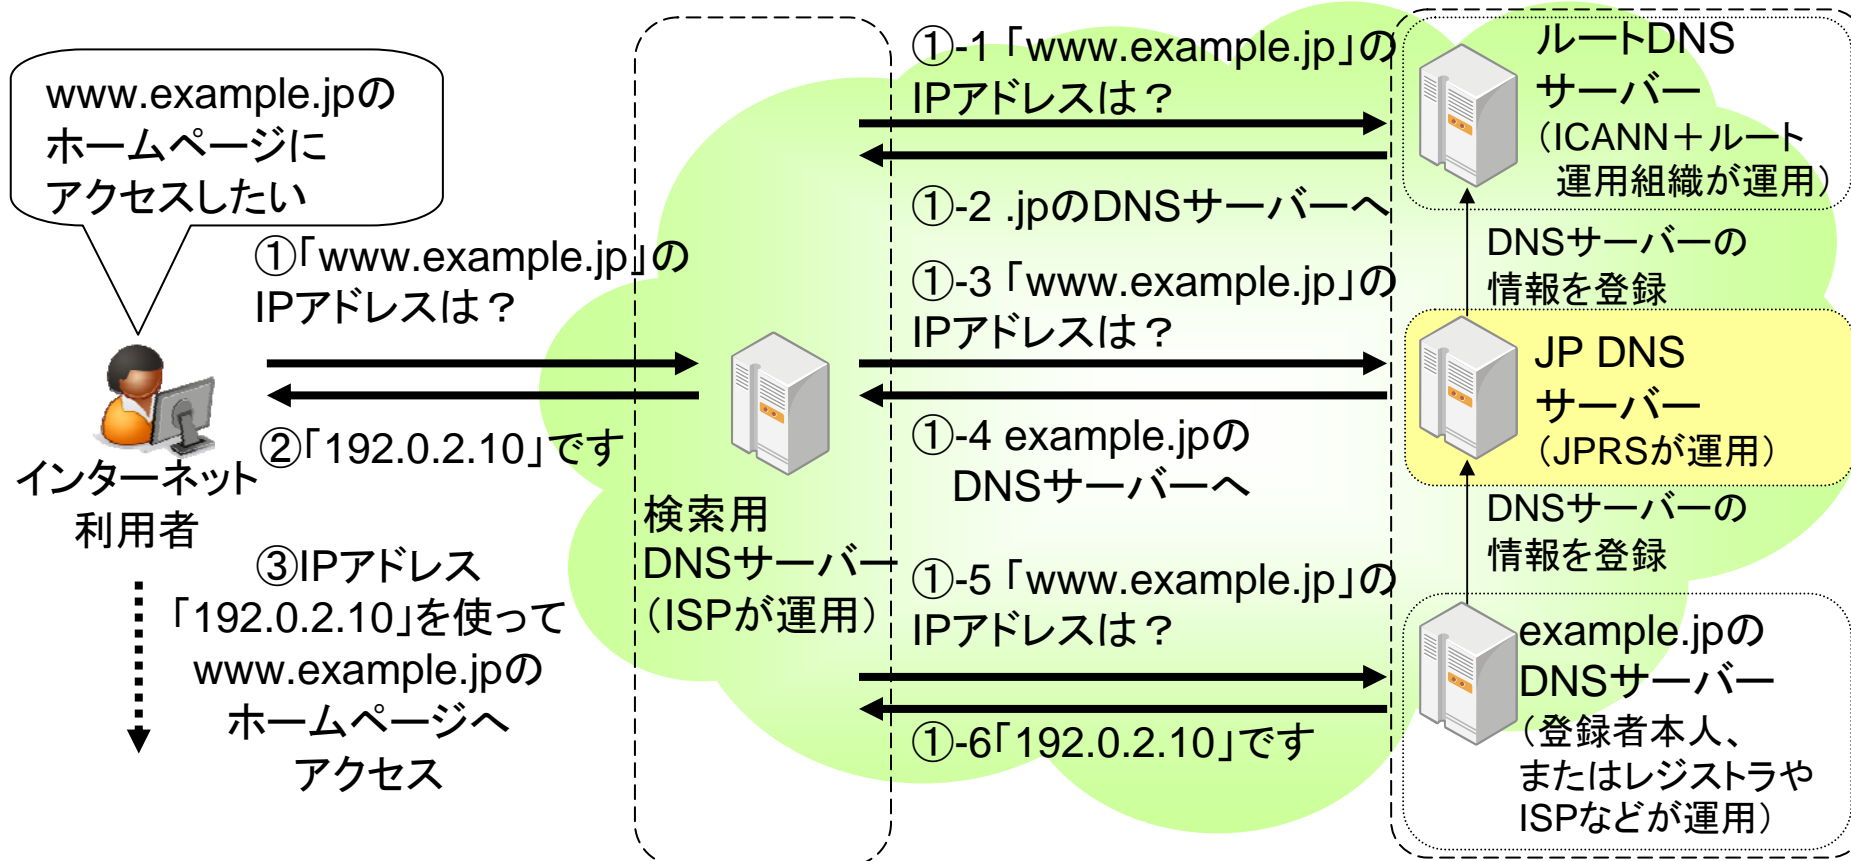 www.example.jpの
ホームページに
アクセスしたい
インターネット
利用者
①「www.example.jp」の
IPアドレスは？
②「192.0.2.10」です
③IPアドレス
「192.0.2.10」を使って
www.example.jpの
ホームページへ
アクセス
検索用
DNSサーバー
（ISPが運用）
①-1「www.example.jp」の
IPアドレスは？
①-2 .jpのDNSサーバーへ
①-3「www.example.jp」の
IPアドレスは？
①-4 example.jpの
DNSサーバーへ
①-5「www.example.jp」の
IPアドレスは？
①-6「192.0.2.10」です
ルートDNS
サーバー
（ICANN＋ルート
運用組織が運用）
DNSサーバーの
情報を登録
JP DNS
サーバー
（JPRSが運用）
DNSサーバーの
情報を登録
example.jpの
DNSサーバー
（登録者本人、
またはレジストラや
ISPなどが運用）